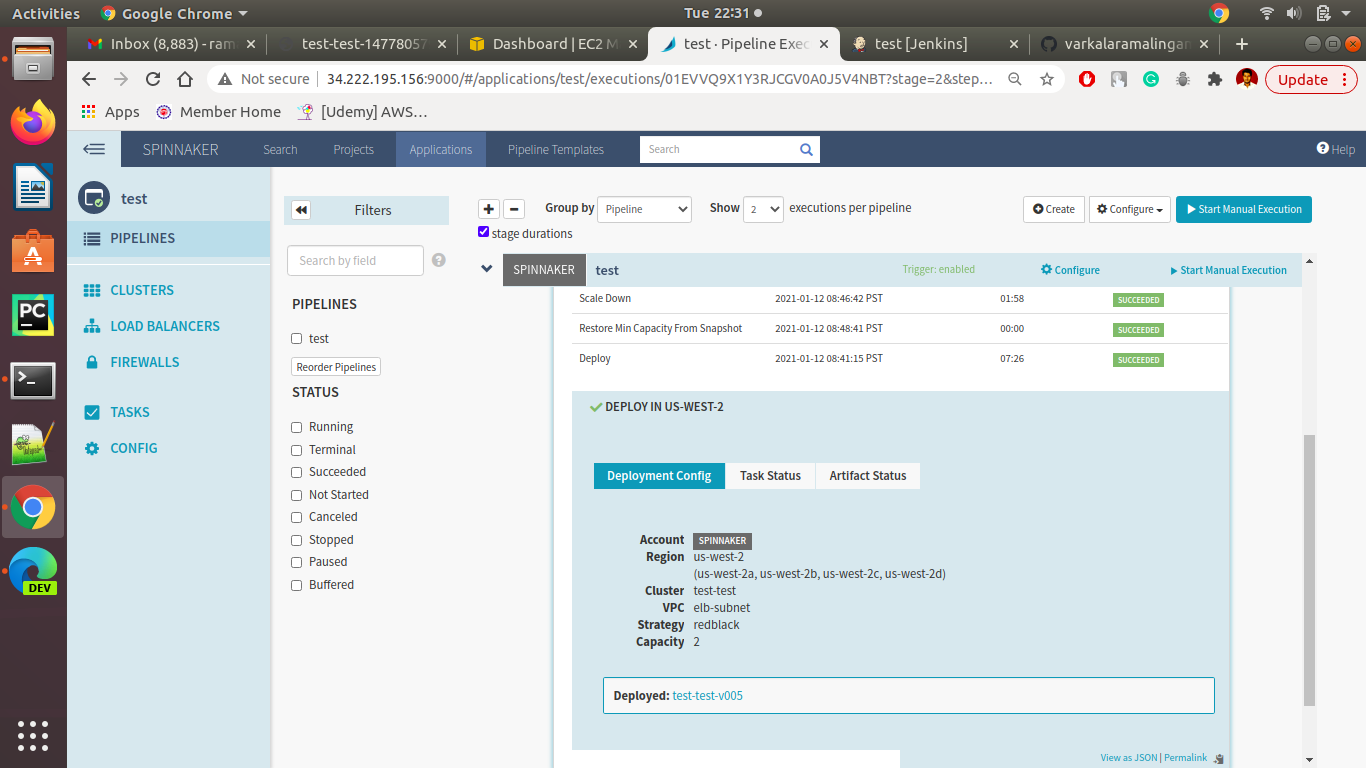 Activities
Google Chrome
Tue 22:31
Inbox (8,883) - ram
test-test-14778057
Dashboard | EC2 M
test · Pipeline Exec
test [Jenkins]
varkalaramalingam
Not secure
34.222.195.156:9000/#/applications/test/executions/01EVVQ9X1Y3RJCGV0A0J5V4NBT?stage=2&step…
Update
Apps
Member Home
[Udemy] AWS…
SPINNAKER
Search
Projects
Applications
Pipeline Templates
Search
Help
test
PIPELINES
CLUSTERS
LOAD BALANCERS
FIREWALLS
TASKS
CONFIG
Filters
Search by field
PIPELINES
test
Reorder Pipelines
STATUS
Running
Terminal
Succeeded
Not Started
Canceled
Stopped
Paused
Buffered
Group by Pipeline Show 2 executions per pipeline
Create
Configure
Start Manual Execution
stage durations
SPINNAKER test Trigger: enabled Configure Start Manual Execution
Scale Down 2021-01-12 08:46:42 PST 01:58 SUCCEEDED
Restore Min Capacity From Snapshot 2021-01-12 08:48:41 PST 00:00 SUCCEEDED
Deploy 2021-01-12 08:41:15 PST 07:26 SUCCEEDED
DEPLOY IN US-WEST-2
Deployment Config Task Status Artifact Status
Account SPINNAKER
Region us-west-2
(us-west-2a, us-west-2b, us-west-2c, us-west-2d)
Cluster test-test
VPC elb-subnet
Strategy redblack
Capacity 2
Deployed: test-test-v005
View as JSON | Permalink
DEV